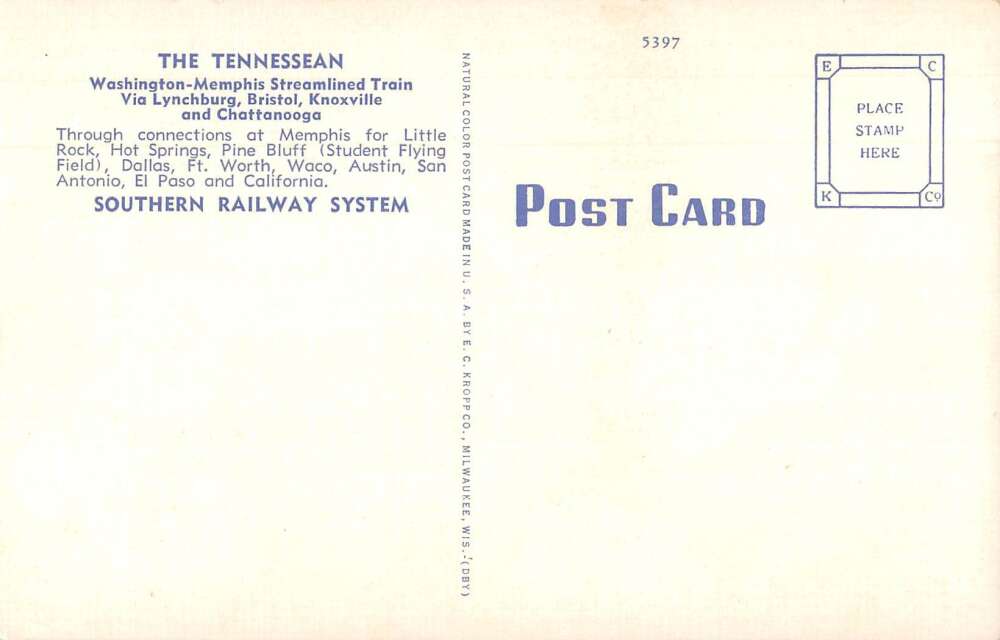 THE TENNESSEAN
Washington-Memphis Streamlined Train
Via Lynchburg, Bristol, Knoxville
and Chattanooga
Through connections at Memphis for Little
Rock, Hot Springs, Pine Bluff (Student Flying
Field), Dallas, Ft. Worth, Waco, Austin, San
Antonio, El Paso and California.
SOUTHERN RAILWAY SYSTEM
NATURAL COLOR POST CARD MADE IN U. S. A. BY E. C. KROPP CO., MILWAUKEE, WIS.-(DBY)
5397
POST CARD
E C
PLACE
STAMP
HERE
K Co